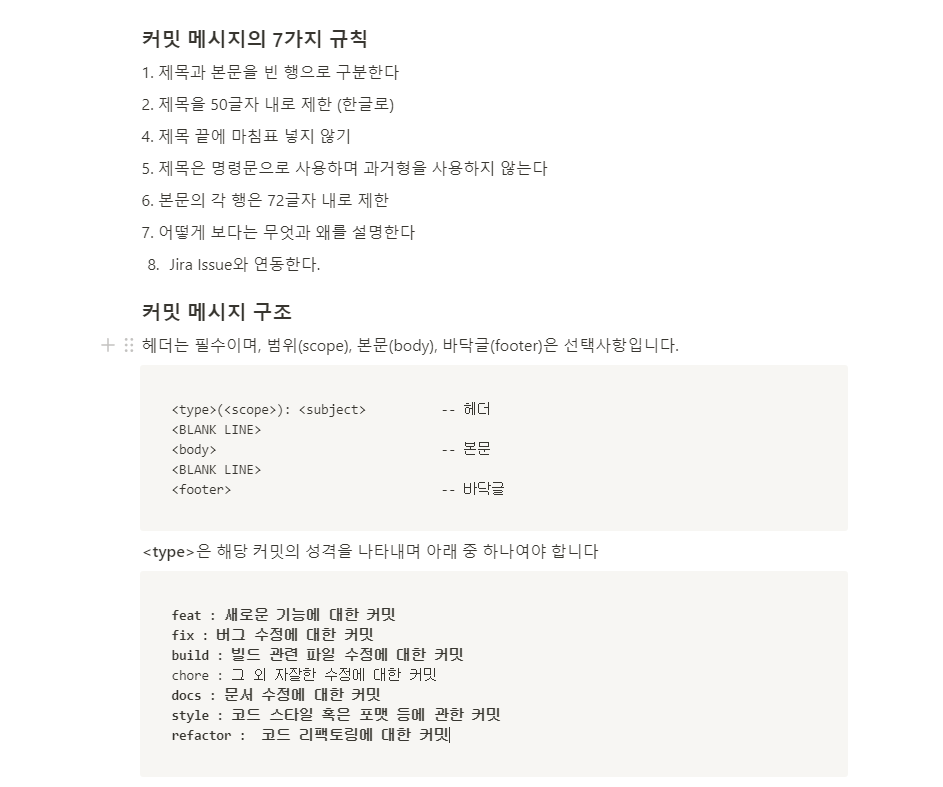 커밋 메시지의 7가지 규칙
1. 제목과 본문을 빈 행으로 구분한다
2. 제목을 50글자 내로 제한 (한글로)
4. 제목 끝에 마침표 넣지 않기
5. 제목은 명령문으로 사용하며 과거형을 사용하지 않는다
6. 본문의 각 행은 72글자 내로 제한
7. 어떻게 보다는 무엇과 왜를 설명한다
8. Jira Issue와 연동한다.
커밋 메시지 구조
헤더는 필수이며, 범위(scope), 본문(body), 바닥글(footer)은 선택사항입니다.
<type>(<scope>): <subject> -- 헤더
<BLANK LINE>
<body> -- 본문
<BLANK LINE>
<footer> -- 바닥글
<type>은 해당 커밋의 성격을 나타내며 아래 중 하나여야 합니다
feat : 새로운 기능에 대한 커밋
fix : 버그 수정에 대한 커밋
build : 빌드 관련 파일 수정에 대한 커밋
chore : 그 외 자잘한 수정에 대한 커밋
docs : 문서 수정에 대한 커밋
style : 코드 스타일 혹은 포맷 등에 관한 커밋
refactor : 코드 리팩토링에 대한 커밋